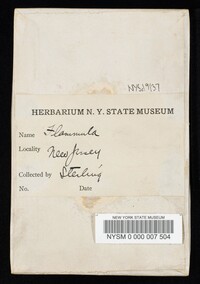 HERBARIUM N. Y. STATE MUSEUM
Name Flammula
Locality New Jersey
Collected by Sterling
No. Date
NEW YORK STATE MUSEUM
NYSM 0 000 007 504